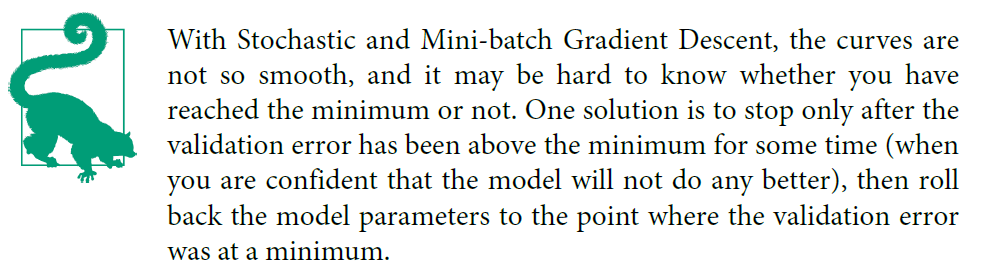 With Stochastic and Mini-batch Gradient Descent, the curves are
not so smooth, and it may be hard to know whether you have
reached the minimum or not. One solution is to stop only after the
validation error has been above the minimum for some time (when
you are confident that the model will not do any better), then roll
back the model parameters to the point where the validation error
was at a minimum.